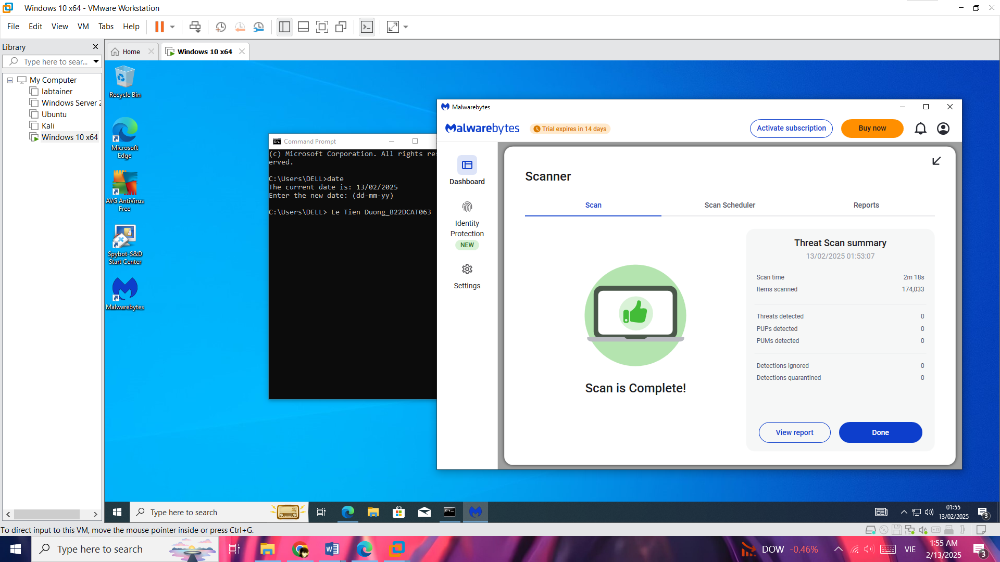 Windows 10 x64 - VMware Workstation
File Edit View VM Tabs Help
Library
Type here to sear...
My Computer
labtainer
Windows Server 2
Ubuntu
Kali
Windows 10 x64
Home
Windows 10 x64
Recycle Bin
Microsoft
Edge
AVG AntiVirus
Free
Spybot-S&D
Start Center
Malwarebytes
Command Prompt
(c) Microsoft Corporation. All rights res
erved.
C:\Users\DELL>date
The current date is: 13/02/2025
Enter the new date: (dd-mm-yy)
C:\Users\DELL> Le Tien Duong_B22DCAT063
Malwarebytes
Malwarebytes
Trial expires in 14 days
Activate subscription
Buy now
Dashboard
Identity
Protection
NEW
Settings
Scanner
Scan
Scan Scheduler
Reports
Scan is Complete!
Threat Scan summary
13/02/2025 01:53:07
Scan time 2m 18s
Items scanned 174,033
Threats detected 0
PUPs detected 0
PUMs detected 0
Detections ignored 0
Detections quarantined 0
View report
Done
Type here to search
01:55
13/02/2025
3
To direct input to this VM, move the mouse pointer inside or press Ctrl+G.
Type here to search
DOW -0.46%
VIE
1:55 AM
2/13/2025
3